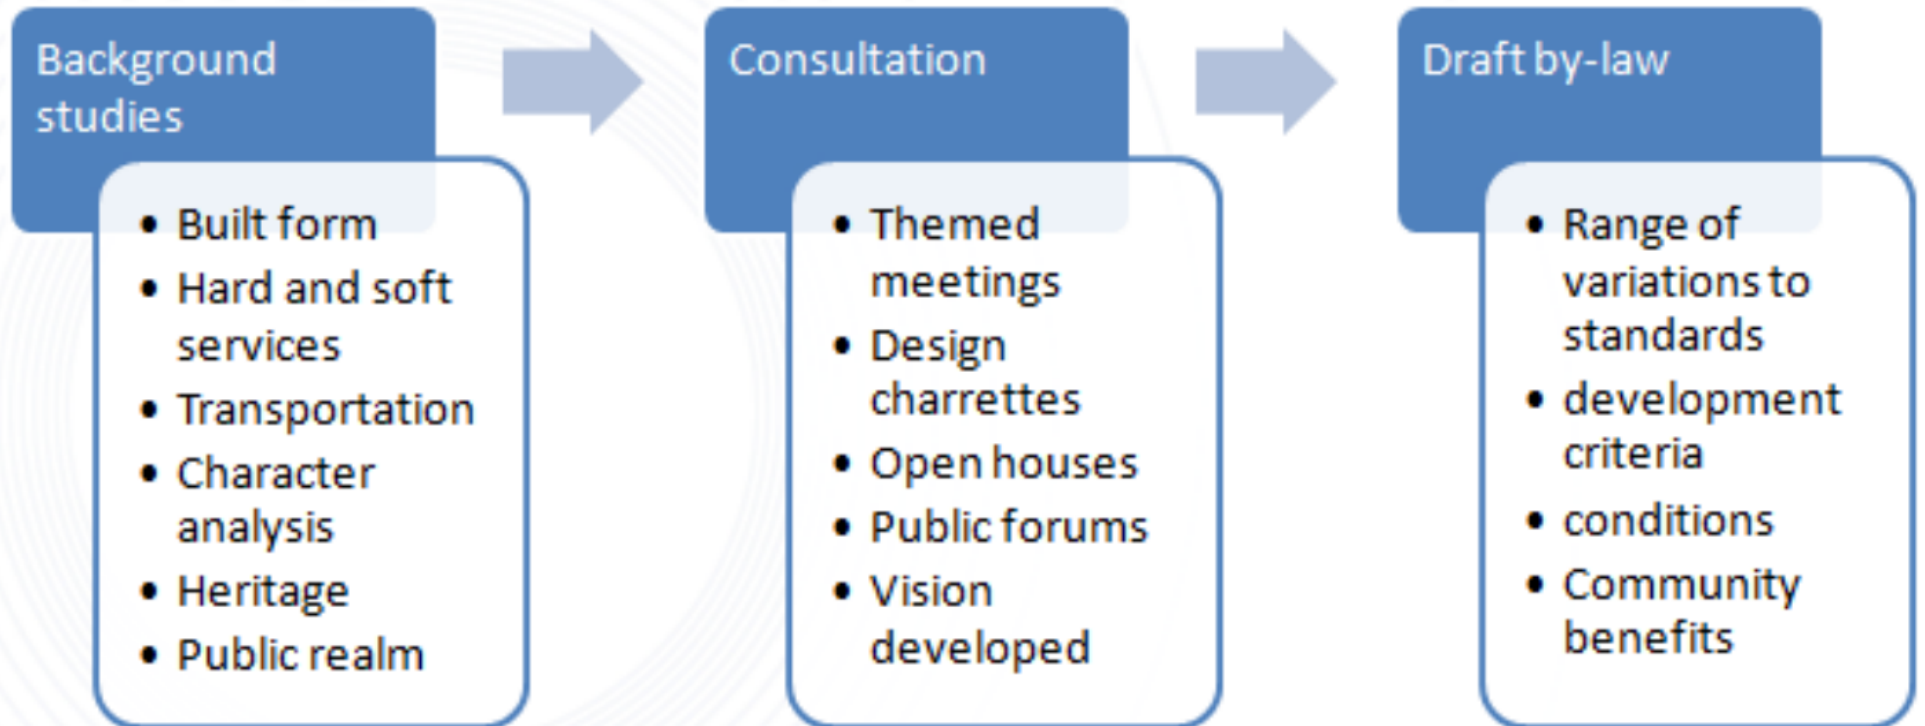 Background
studies
• Built form
• Hard and soft
services
• Transportation
• Character
analysis
• Heritage
• Public realm
Consultation
• Themed
meetings
• Design
charrettes
• Open houses
• Public forums
• Vision
developed
Draft by-law
• Range of
variations to
standards
• development
criteria
• conditions
• Community
benefits